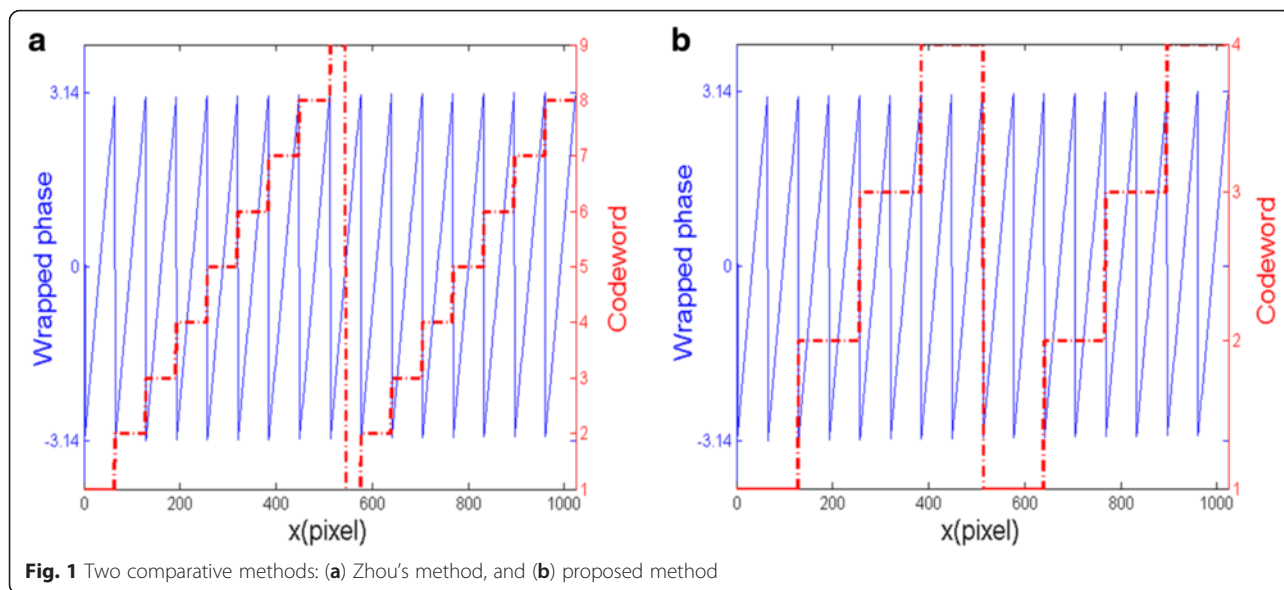 a
Wrapped phase
3.14
0
-3.14
0 200 400 600 800 1000
x(pixel)
9
8
7
6
5
4
3
2
1
Codeword
b
Wrapped phase
3.14
0
-3.14
0 200 400 600 800 1000
x(pixel)
4
3
2
1
Codeword
Fig. 1 Two comparative methods: (a) Zhou's method, and (b) proposed method